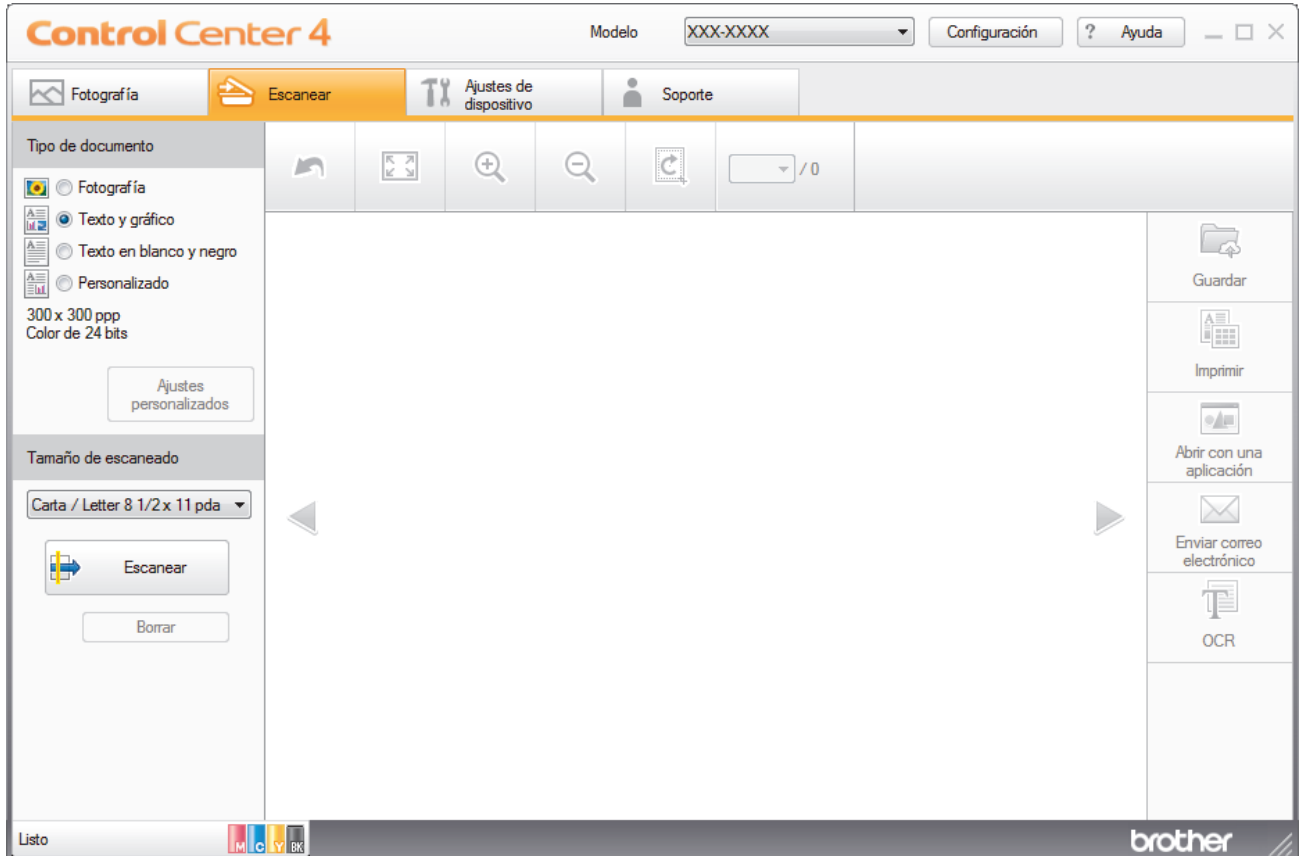 Control Center 4
Modelo
XXX-XXXX
Configuración
? Ayuda
Fotografía
Escanear
Ajustes de
dispositivo
Soporte
Tipo de documento
Fotografía
Texto y gráfico
Texto en blanco y negro
Personalizado
300 x 300 ppp
Color de 24 bits
Ajustes
personalizados
Tamaño de escaneado
Carta / Letter 8 1/2 x 11 pda
Escanear
Borrar
/ 0
Guardar
Imprimir
Abrir con una
aplicación
Enviar correo
electrónico
OCR
Listo
M C Y BK
brother